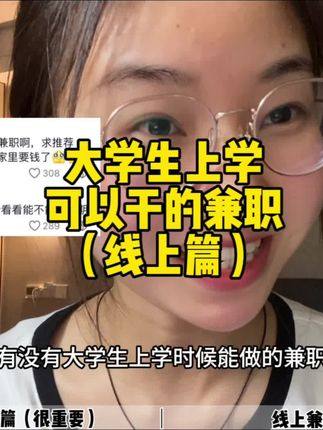 兼职啊，求推荐
家里要钱了
308
看看能不
289
大学生上学
可以干的兼职
（线上篇）
有没有大学生上学时候能做的兼职
篇（很重要）
线上兼